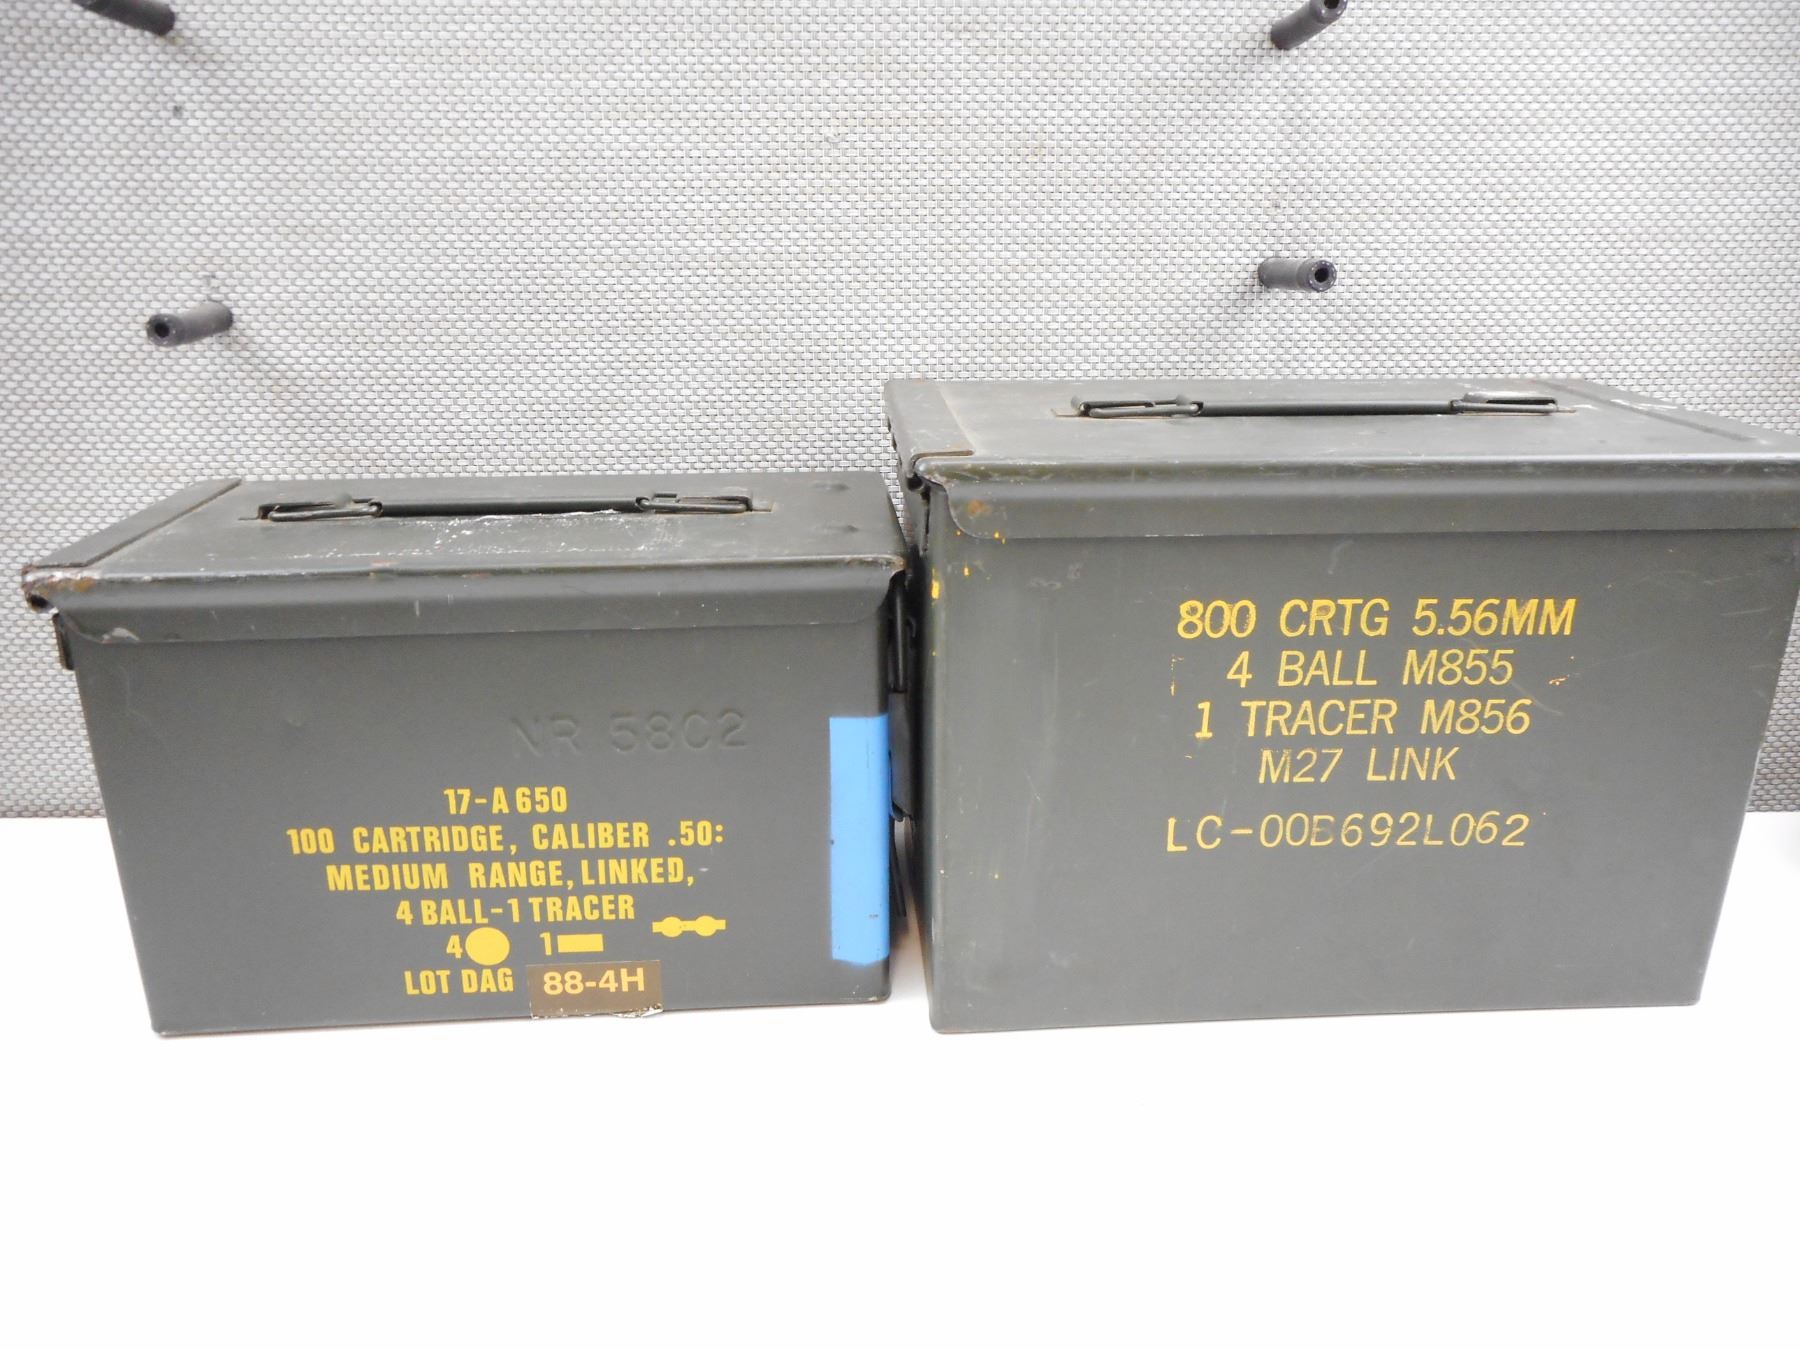 NR 58C2
17-A650
100 CARTRIDGE, CALIBER .50:
MEDIUM RANGE, LINKED,
4 BALL-1 TRACER
4 1
LOT DAG 88-4H
800 CRTG 5.56MM
4 BALL M855
1 TRACER M856
M27 LINK
LC-00B692L062